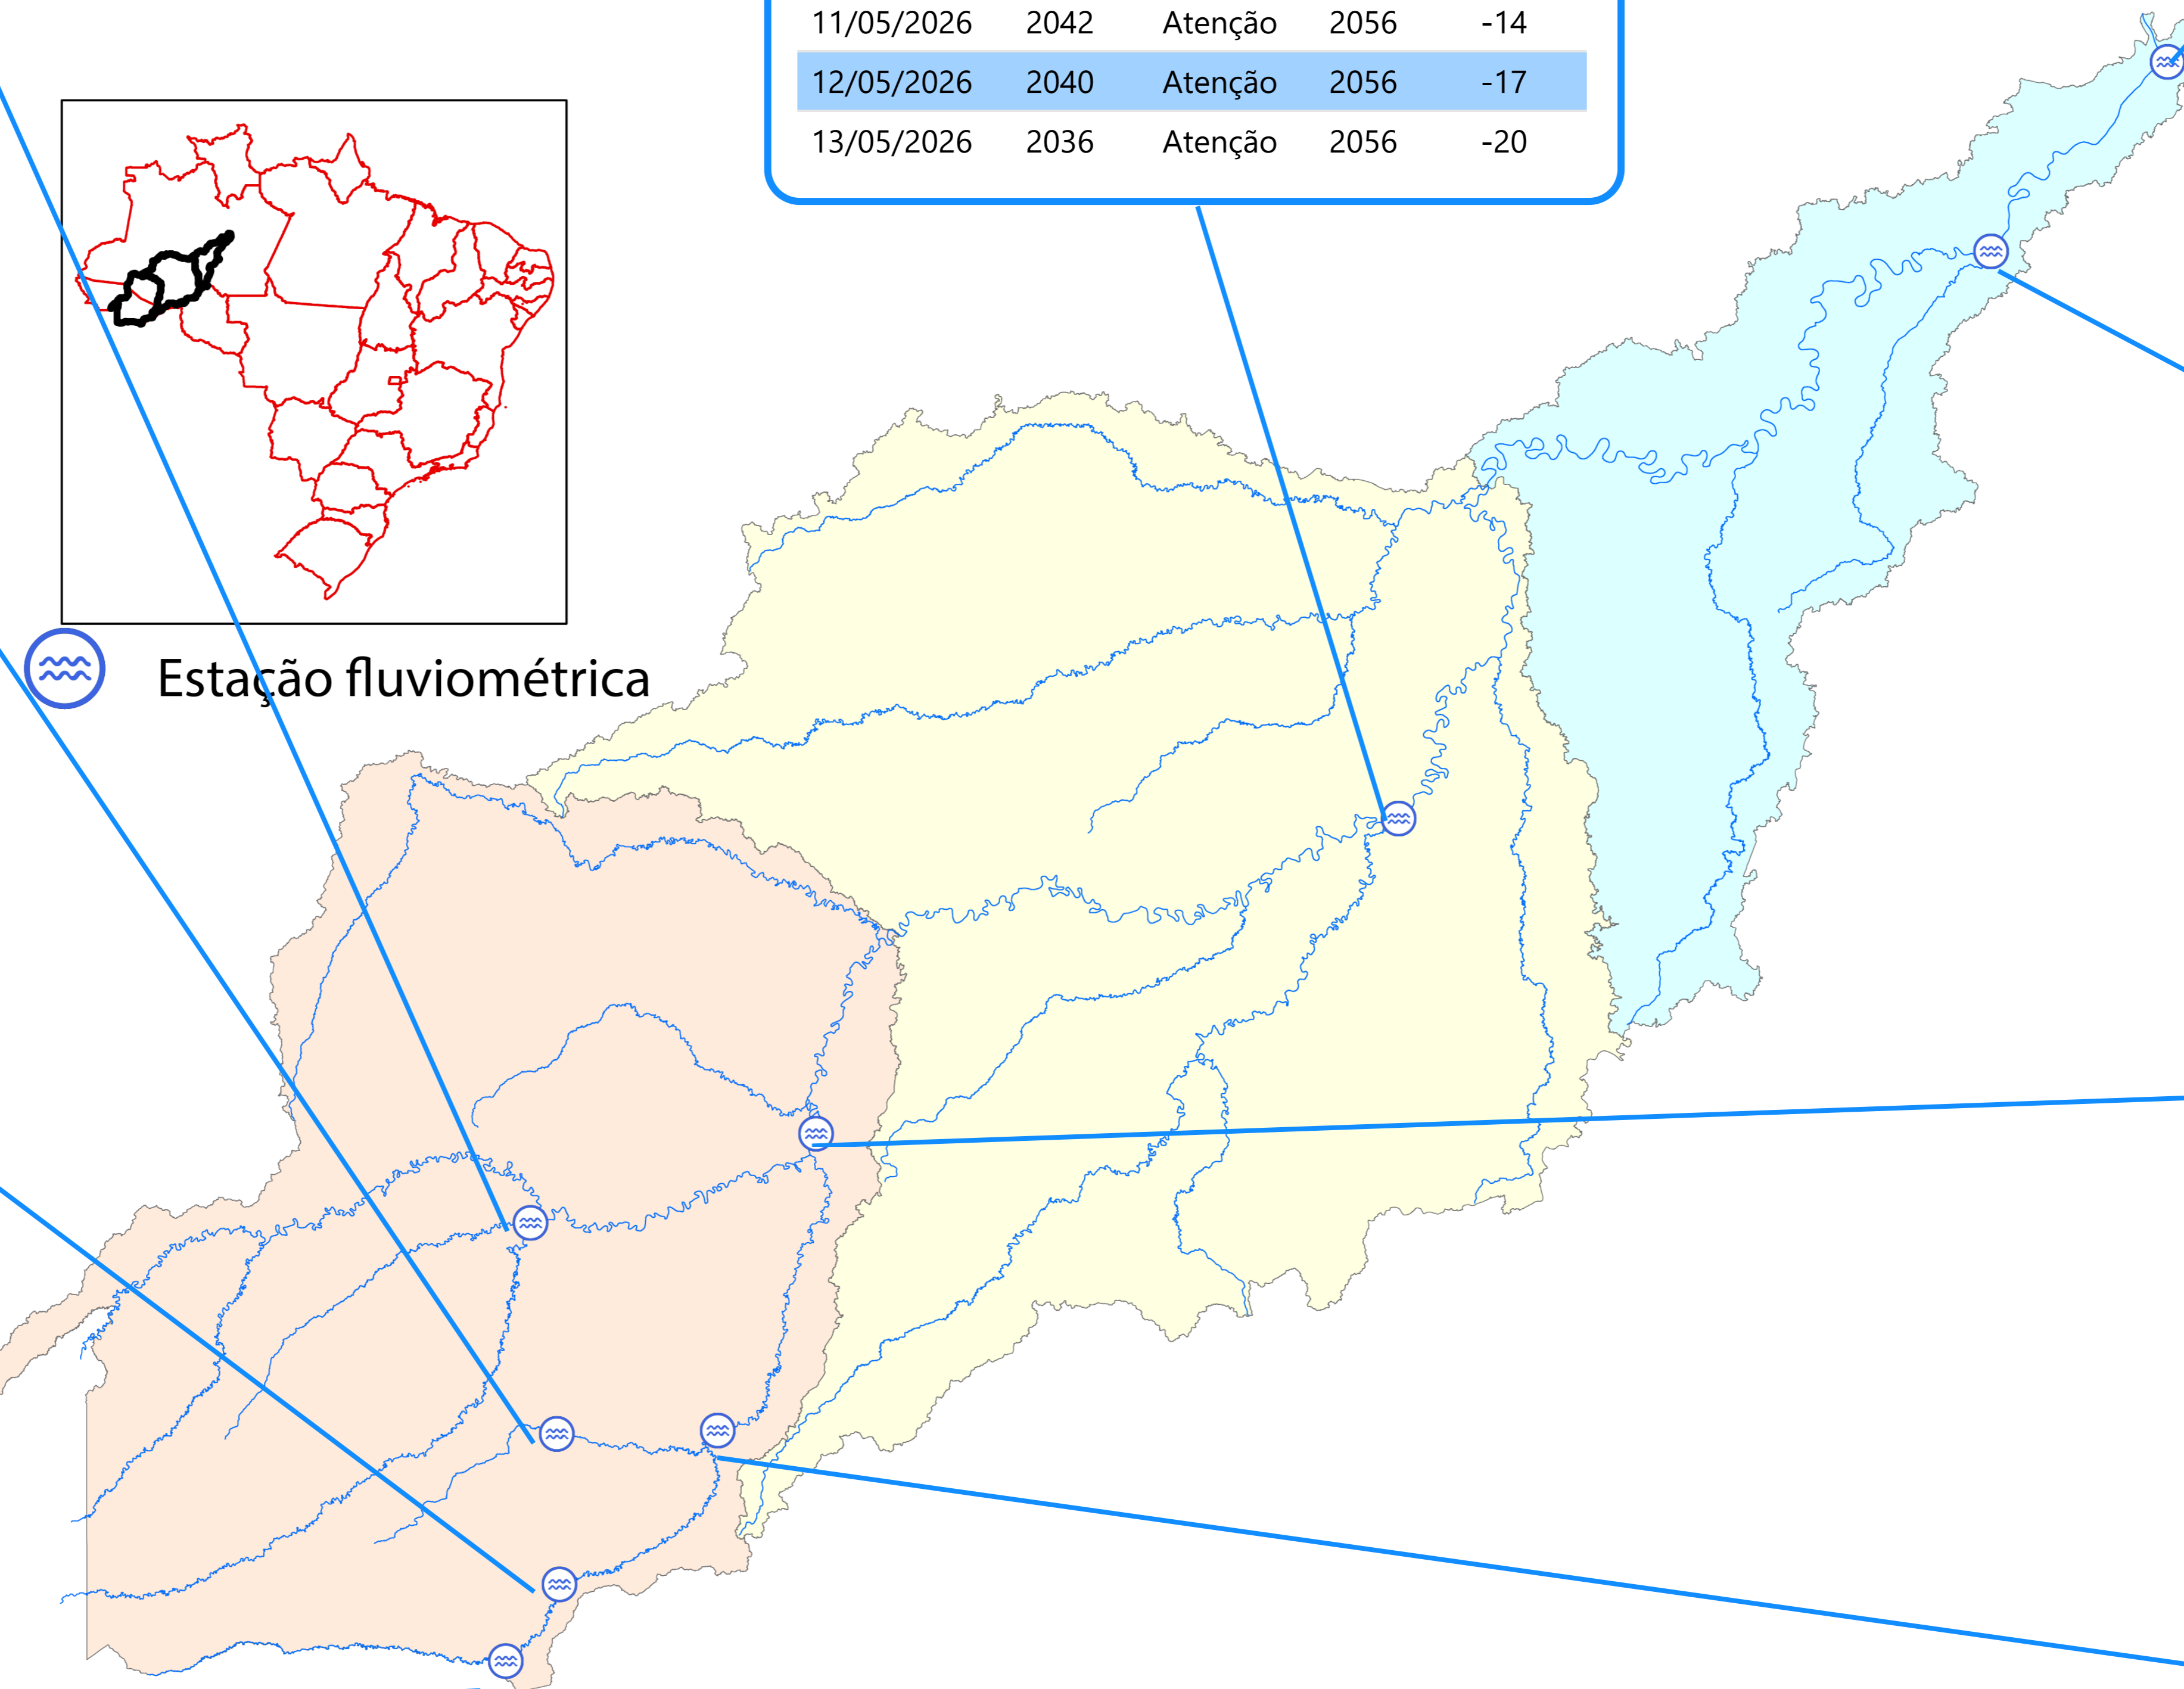 11/05/2026 2042 Atenção 2056 -14
12/05/2026 2040 Atenção 2056 -17
13/05/2026 2036 Atenção 2056 -20
Estação fluviométrica